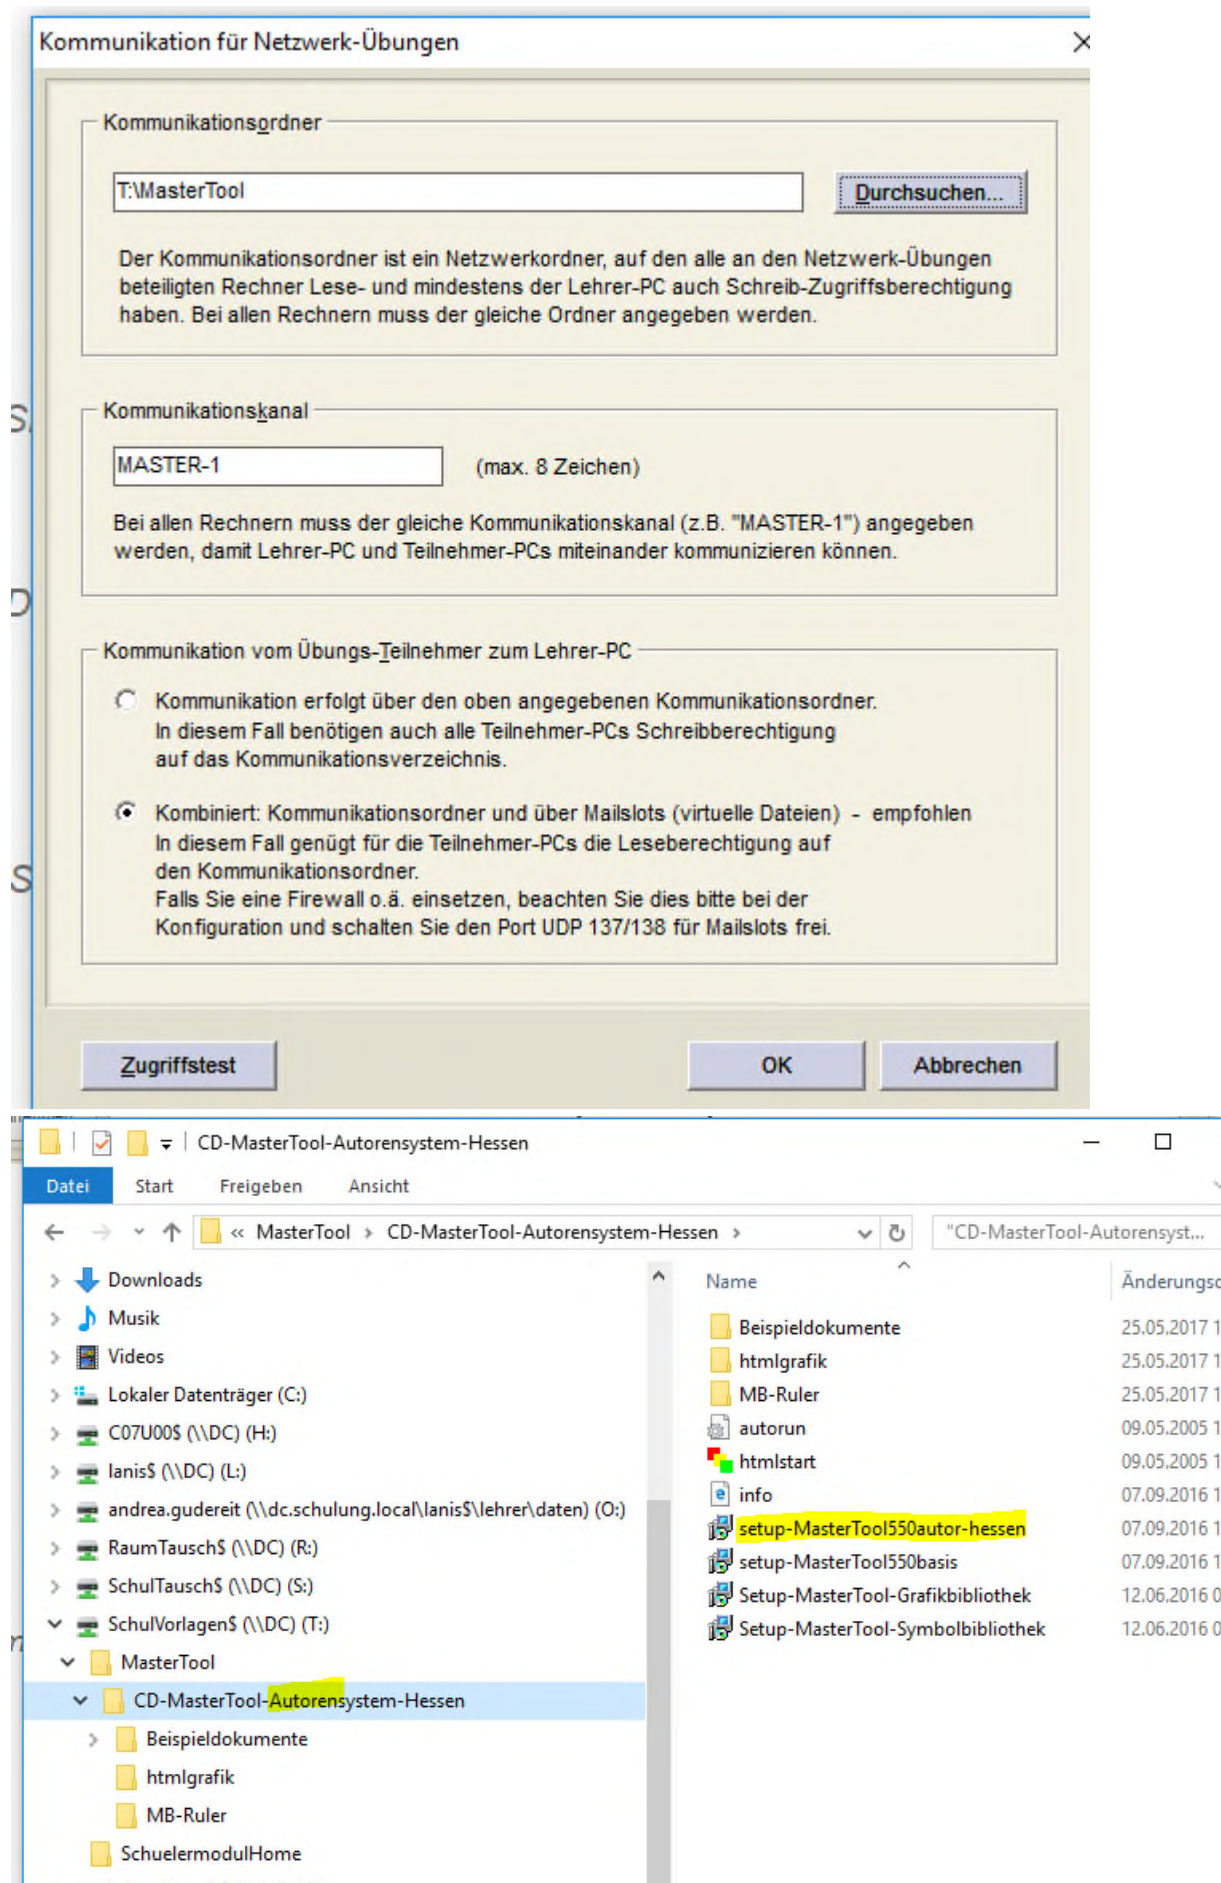 Kommunikation für Netzwerk-Übungen
Kommunikationsordner
T:\MasterTool
Durchsuchen...
Der Kommunikationsordner ist ein Netzwerkordner, auf den alle an den Netzwerk-Übungen
beteiligten Rechner Lese- und mindestens der Lehrer-PC auch Schreib-Zugriffsberechtigung
haben. Bei allen Rechnern muss der gleiche Ordner angegeben werden.
Kommunikationskanal
MASTER-1
(max. 8 Zeichen)
Bei allen Rechnern muss der gleiche Kommunikationskanal (z.B. "MASTER-1") angegeben
werden, damit Lehrer-PC und Teilnehmer-PCs miteinander kommunizieren können.
Kommunikation vom Übungs-Teilnehmer zum Lehrer-PC
Kommunikation erfolgt über den oben angegebenen Kommunikationsordner.
In diesem Fall benötigen auch alle Teilnehmer-PCs Schreibberechtigung
auf das Kommunikationsverzeichnis.
Kombiniert: Kommunikationsordner und über Mailslots (virtuelle Dateien) - empfohlen
In diesem Fall genügt für die Teilnehmer-PCs die Leseberechtigung auf
den Kommunikationsordner.
Falls Sie eine Firewall o.ä. einsetzen, beachten Sie dies bitte bei der
Konfiguration und schalten Sie den Port UDP 137/138 für Mailslots frei.
Zugriffstest
OK
Abbrechen
CD-MasterTool-Autorensystem-Hessen
Datei Start Freigeben Ansicht
« MasterTool > CD-MasterTool-Autorensystem-Hessen >
"CD-MasterTool-Autorensyst...
Downloads
Musik
Videos
Lokaler Datenträger (C:)
C07U00$ (\\DC) (H:)
lanis$ (\\DC) (L:)
andrea.gudereit (\\dc.schulung.local\lanis$\lehrer\daten) (O:)
RaumTausch$ (\\DC) (R:)
SchulTausch$ (\\DC) (S:)
SchulVorlagen$ (\\DC) (T:)
MasterTool
CD-MasterTool-Autorensystem-Hessen
Beispieldokumente
htmlgrafik
MB-Ruler
SchuelermodulHome
Name Änderungsd
Beispieldokumente 25.05.2017 1
htmlgrafik 25.05.2017 1
MB-Ruler 25.05.2017 1
autorun 09.05.2005 1
htmlstart 09.05.2005 1
info 07.09.2016 1
setup-MasterTool550autor-hessen 07.09.2016 1
setup-MasterTool550basis 07.09.2016 1
Setup-MasterTool-Grafikbibliothek 12.06.2016 0
Setup-MasterTool-Symbolbibliothek 12.06.2016 0